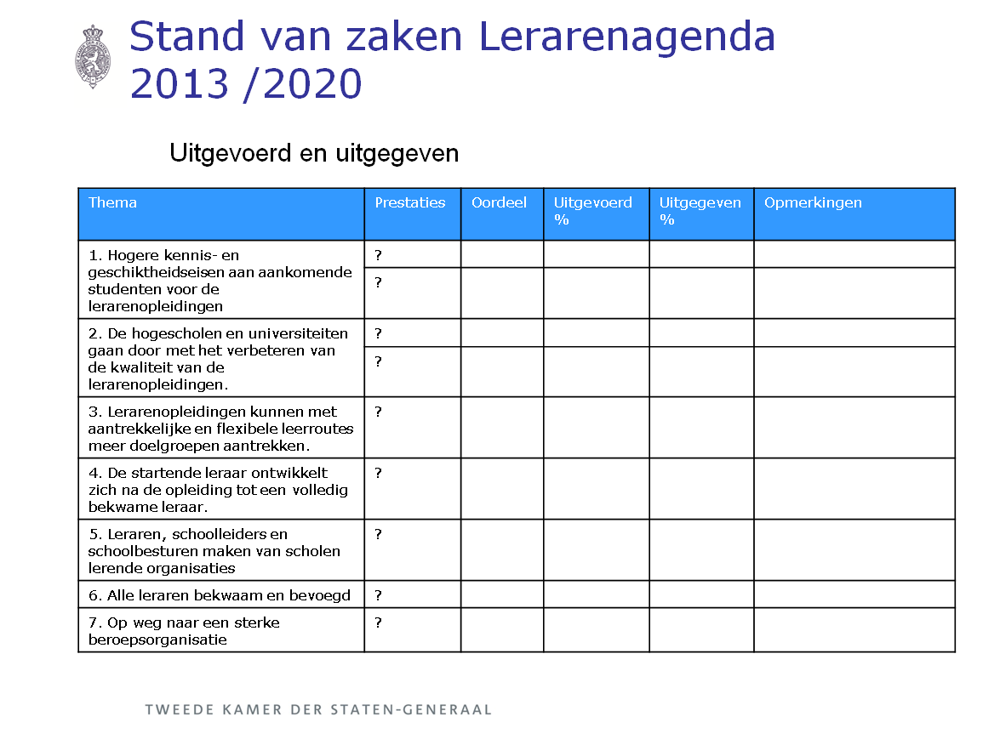 Stand van zaken Lerarenagenda
2013 /2020
Uitgevoerd en uitgegeven
Thema
Prestaties
Oordeel
Uitgevoerd
%
Uitgegeven
%
Opmerkingen
1. Hogere kennis- en
geschiktheidseisen aan aankomende
studenten voor de
lerarenopleidingen
?
?
2. De hogescholen en universiteiten
gaan door met het verbeteren van
de kwaliteit van de
lerarenopleidingen.
?
?
3. Lerarenopleidingen kunnen met
aantrekkelijke en flexibele leerroutes
meer doelgroepen aantrekken.
?
4. De startende leraar ontwikkelt
zich na de opleiding tot een volledig
bekwame leraar.
?
5. Leraren, schoolleiders en
schoolbesturen maken van scholen
lerende organisaties
?
6. Alle leraren bekwaam en bevoegd
?
7. Op weg naar een sterke
beroepsorganisatie
?
TWEEDE KAMER DER STATEN-GENERAAL